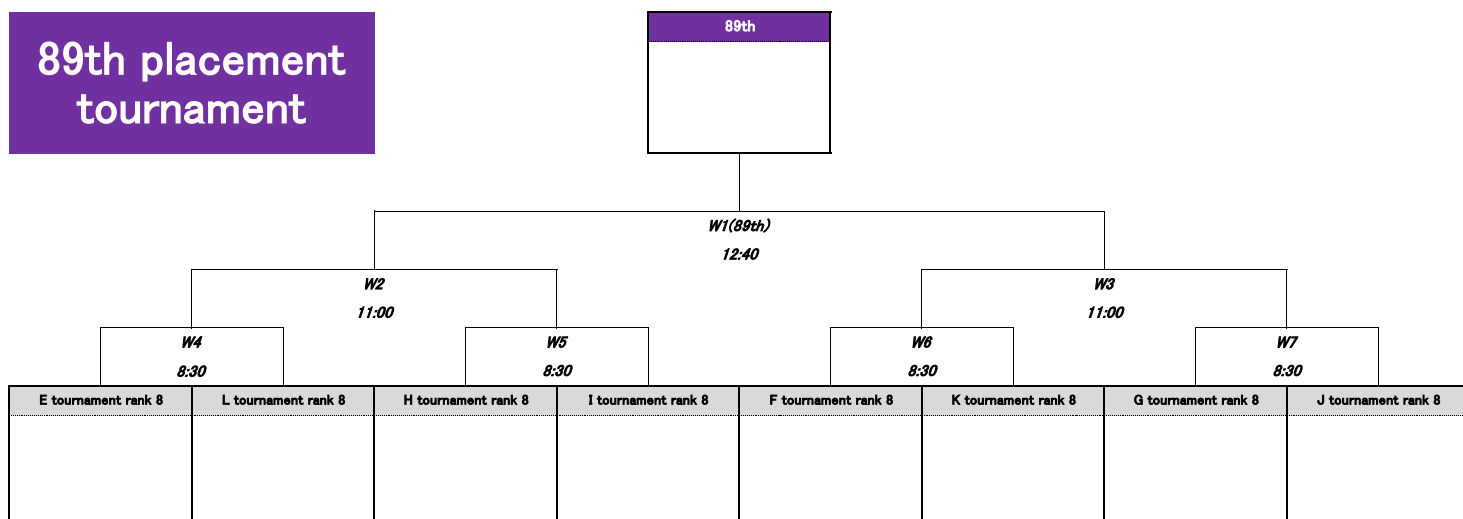 89th placement
tournament
89th
W1(89th)
12:40
W2
W3
11:00
11:00
W4
W5
W6
W7
8:30
8:30
8:30
8:30
E tournament rank 8
L tournament rank 8
H tournament rank 8
I tournament rank 8
F tournament rank 8
K tournament rank 8
G tournament rank 8
J tournament rank 8